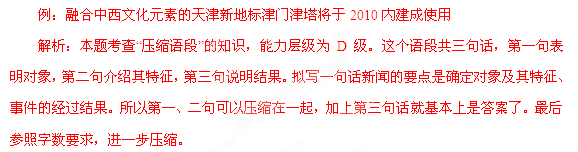 例：融合中西文化元素的天津新地标津门津塔将于 2010 内建成使用
解析：本题考查“压缩语段”的知识，能力层级为 D 级。这个语段共三句话，第一句表
明对象，第二句介绍其特征，第三句说明结果。拟写一句话新闻的要点是确定对象及其特征、
事件的经过结果。所以第一、二句可以压缩在一起，加上第三句话就基本上是答案了。最后
参照字数要求，进一步压缩。